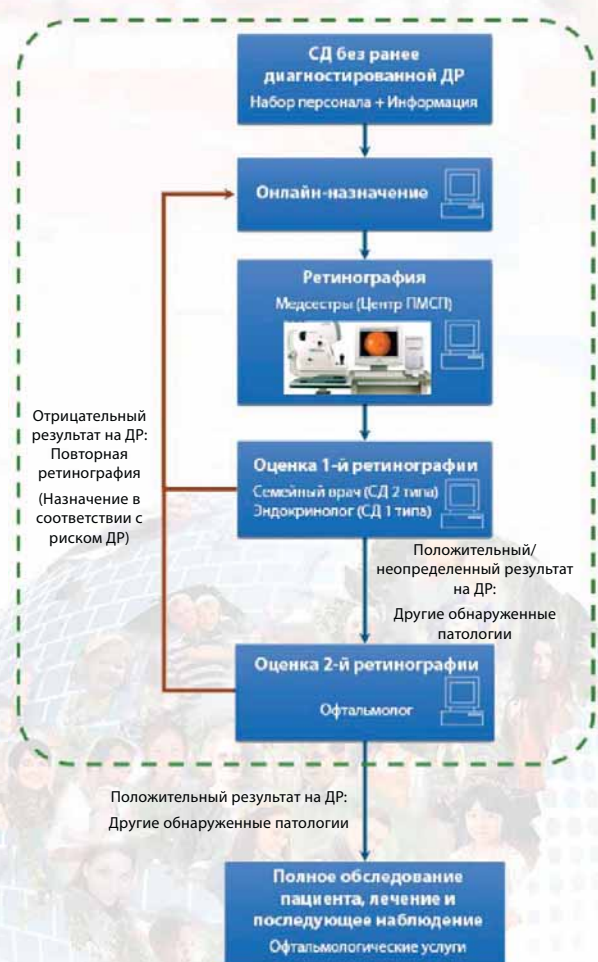 СД без ранее
диагностированной ДР
Набор персонала + Информация
Онлайн-назначение
Ретинография
Медсестры (Центр ПМСП)
Отрицательный
результат на ДР:
Повторная
ретинография
(Назначение в
соответствии с
риском ДР)
Оценка 1-й ретинографии
Семейный врач (СД 2 типа)
Эндокринолог (СД 1 типа)
Положительный/
неопределенный результат
на ДР:
Другие обнаруженные
патологии
Оценка 2-й ретинографии
Офтальмолог
Положительный результат на ДР:
Другие обнаруженные патологии
Полное обследование
пациента, лечение и
последующее наблюдение
Офтальмологические услуги